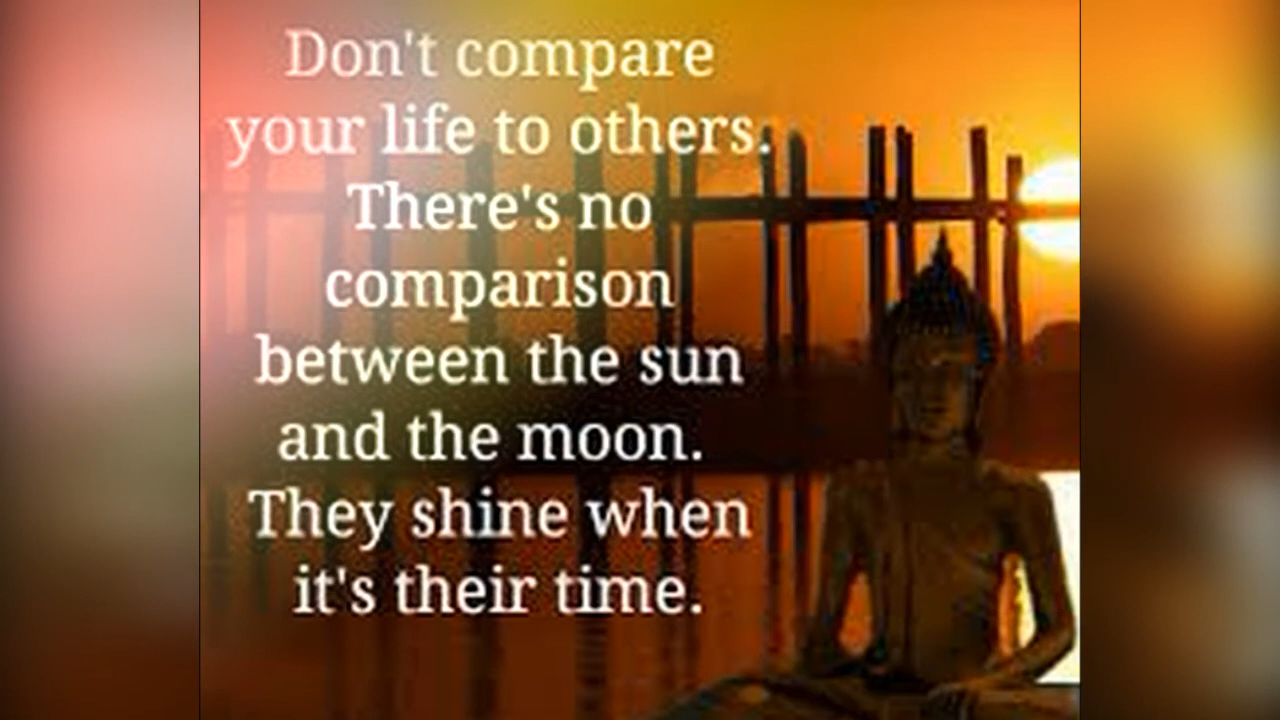 Don't compare
your life to others.
There's no
comparison
between the sun
and the moon.
They shine when
it's their time.